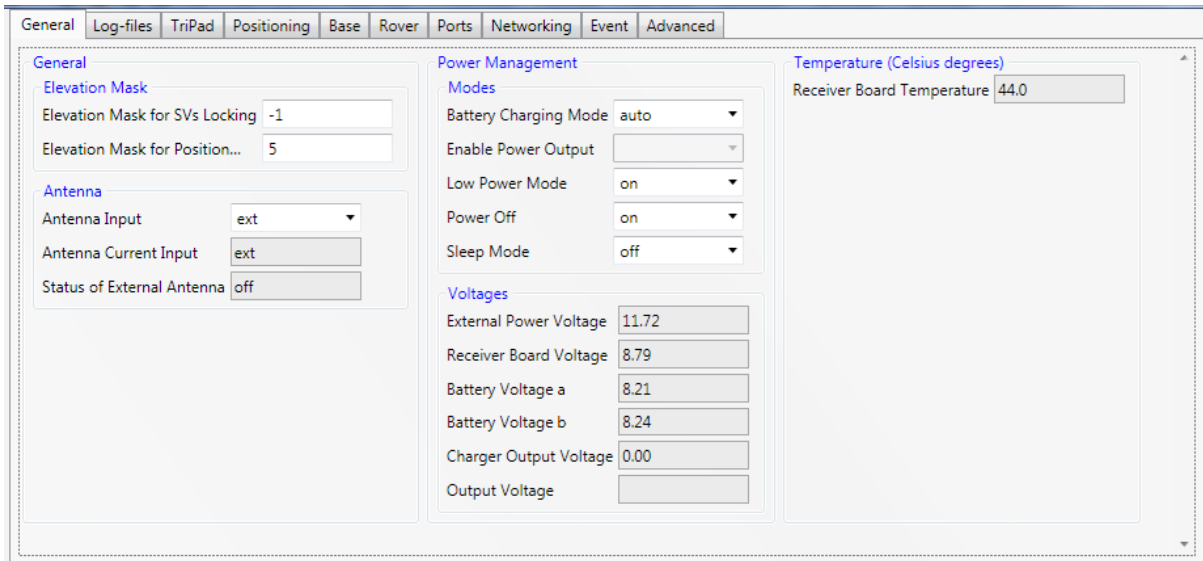 General Log-files TriPad Positioning Base Rover Ports Networking Event Advanced
General
Elevation Mask
Elevation Mask for SVs Locking -1
Elevation Mask for Position... 5
Antenna
Antenna Input ext
Antenna Current Input ext
Status of External Antenna off
Power Management
Modes
Battery Charging Mode auto
Enable Power Output
Low Power Mode on
Power Off on
Sleep Mode off
Voltages
External Power Voltage 11.72
Receiver Board Voltage 8.79
Battery Voltage a 8.21
Battery Voltage b 8.24
Charger Output Voltage 0.00
Output Voltage
Temperature (Celsius degrees)
Receiver Board Temperature 44.0